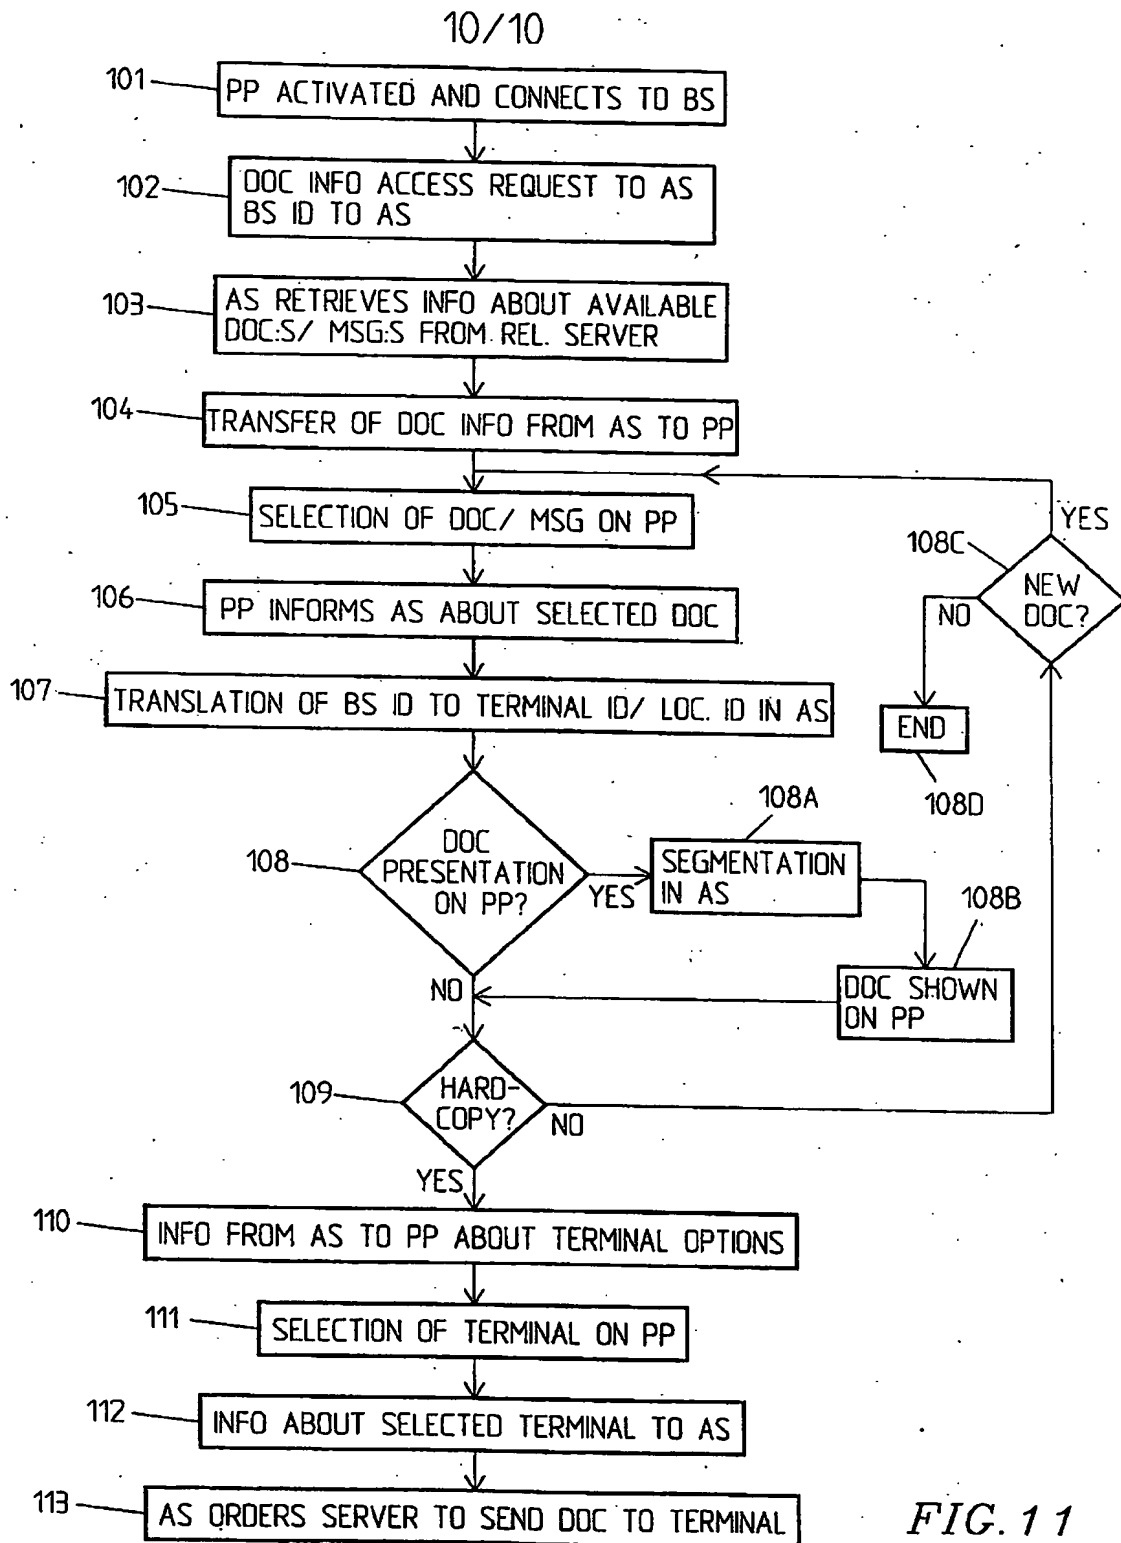 10/10
101
PP ACTIVATED AND CONNECTS TO BS
102
DOC INFO ACCESS REQUEST TO AS
BS ID TO AS
103
AS RETRIEVES INFO ABOUT AVAILABLE
DOC:S/ MSG:S FROM REL. SERVER
104
TRANSFER OF DOC INFO FROM AS TO PP
105
SELECTION OF DOC/ MSG ON PP
YES
108C
NEW
DOC?
NO
106
PP INFORMS AS ABOUT SELECTED DOC
107
TRANSLATION OF BS ID TO TERMINAL ID/ LOC. ID IN AS
END
108D
108
DOC
PRESENTATION
ON PP?
YES
108A
SEGMENTATION
IN AS
108B
DOC SHOWN
ON PP
NO
109
HARD-
COPY?
NO
YES
110
INFO FROM AS TO PP ABOUT TERMINAL OPTIONS
111
SELECTION OF TERMINAL ON PP
112
INFO ABOUT SELECTED TERMINAL TO AS
113
AS ORDERS SERVER TO SEND DOC TO TERMINAL
FIG. 11